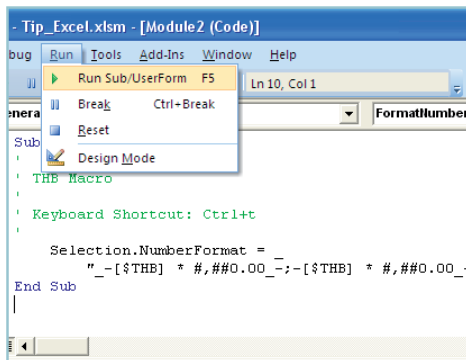 - Tip_Excel.xlsm - [Module2 (Code)]
bug Run Tools Add-Ins Window Help
Run Sub/UserForm F5
Ln 10, Col 1
Break Ctrl+Break
Reset
Design Mode
enera
FormatNumber
Sub
'
' THB Macro
'
' Keyboard Shortcut: Ctrl+t
'
Selection.NumberFormat = _
"_-[$THB] * #,##0.00_-;-[$THB] * #,##0.00_-
End Sub